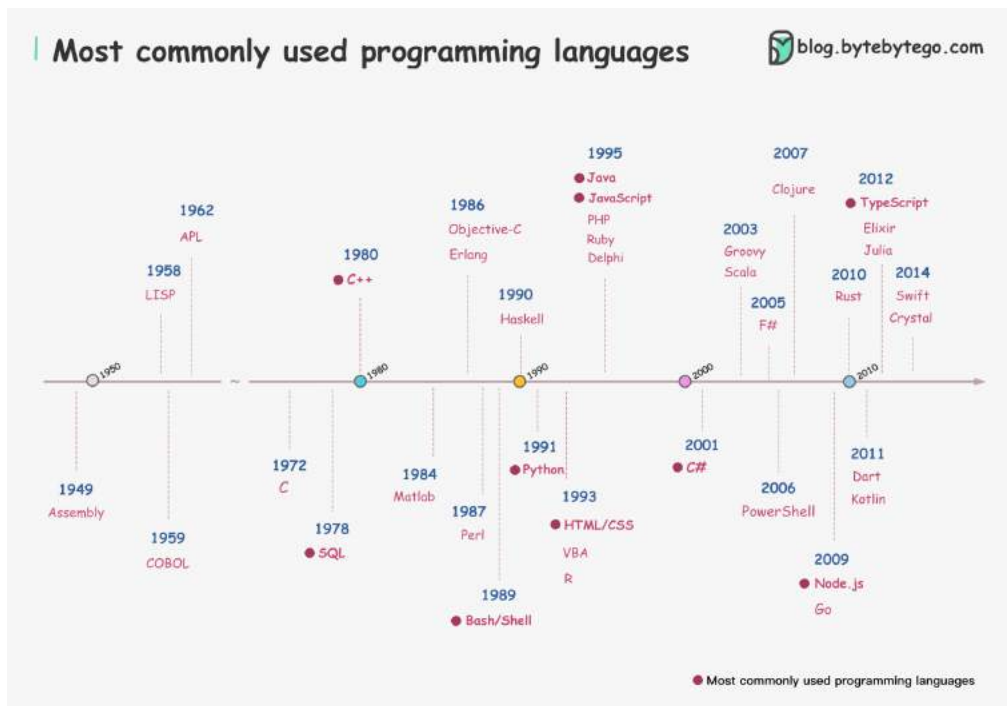 Most commonly used programming languages
blog.bytebytego.com
1995
Java
JavaScript
PHP
Ruby
Delphi
2007
Clojure
2012
TypeScript
Elixir
Julia
1962
APL
1986
Objective-C
Erlang
2003
Groovy
Scala
1958
LISP
1980
C++
1990
Haskell
2005
F#
2010
Rust
2014
Swift
Crystal
1950
~
1980
1990
2000
2010
1949
Assembly
1959
COBOL
1972
C
1978
SQL
1984
Matlab
1987
Perl
1989
Bash/Shell
1991
Python
1993
HTML/CSS
VBA
R
2001
C#
2006
PowerShell
2009
Node.js
Go
2011
Dart
Kotlin
Most commonly used programming languages